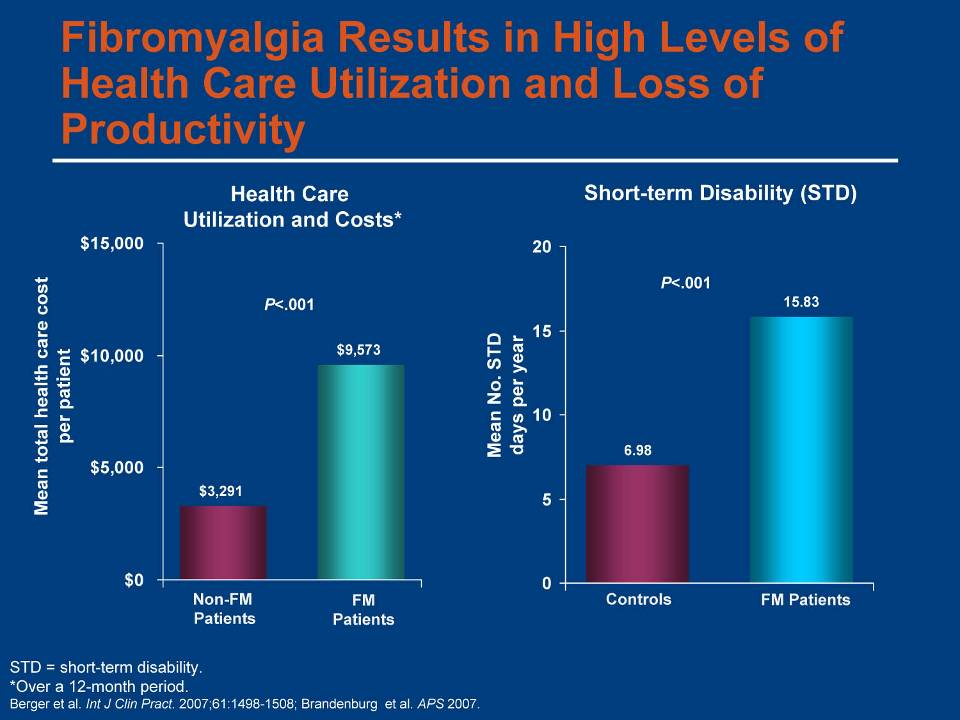 Fibromyalgia Results in High Levels of
Health Care Utilization and Loss of
Productivity
Health Care
Utilization and Costs*
Mean total health care cost
per patient
$15,000
$10,000
$5,000
$0
P<.001
$3,291
$9,573
Non-FM
Patients
FM
Patients
Short-term Disability (STD)
Mean No. STD
days per year
20
15
10
5
0
P<.001
6.98
15.83
Controls
FM Patients
STD = short-term disability.
*Over a 12-month period.
Berger et al. Int J Clin Pract. 2007;61:1498-1508; Brandenburg et al. APS 2007.